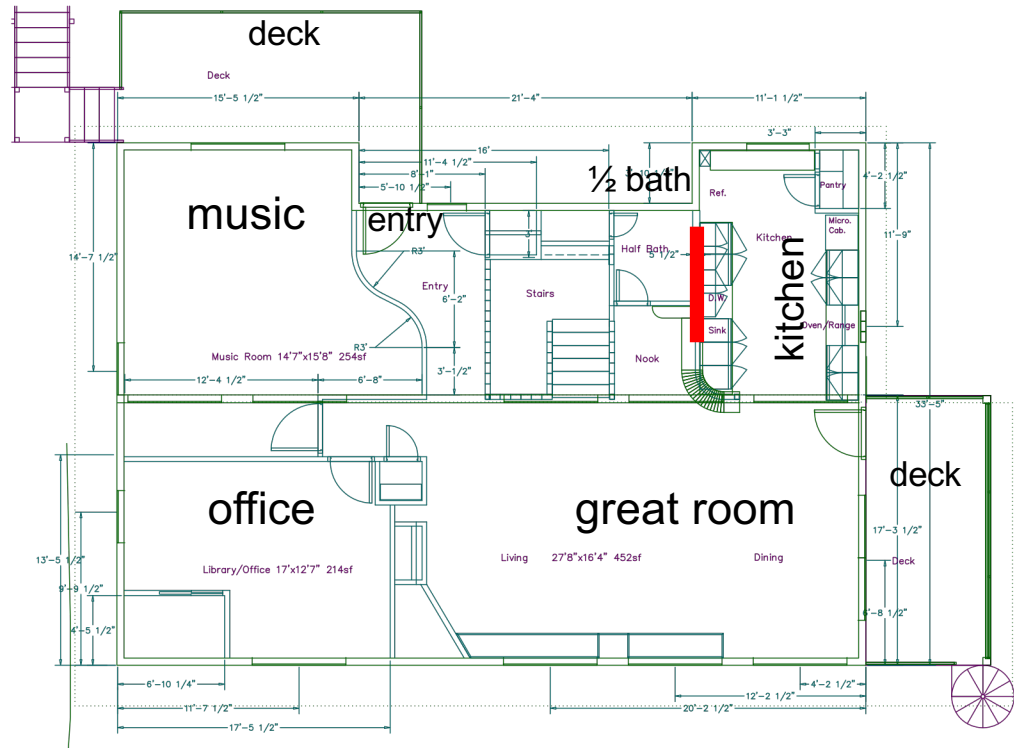 deck
Deck
15'-5 1/2"
21'-4"
11'-1 1/2"
3'-3"
16'
11'-4 1/2"
8'-1"
5'-10 1/2"
4'-2 1/2"
½ bath
Ref.
Pantry
music
entry
3'
Micro.
Cab.
Kitchen
11'-9"
R3'
Half Bath
5 1/2"
14'-7 1/2"
Entry
6'-2"
Stairs
kitchen
D.W.
Sink
Oven/Range
R3'
Music Room 14'7"x15'8" 254sf
3'-1/2"
Nook
12'-4 1/2"
6'-8"
33'-5"
deck
office
great room
17'-3 1/2"
13'-5 1/2"
Library/Office 17'x12'7" 214sf
Living 27'8"x16'4" 452sf
Dining
Deck
9'-9 1/2"
6'-8 1/2"
4'-5 1/2"
6'-10 1/4"
4'-2 1/2"
12'-2 1/2"
11'-7 1/2"
20'-2 1/2"
17'-5 1/2"